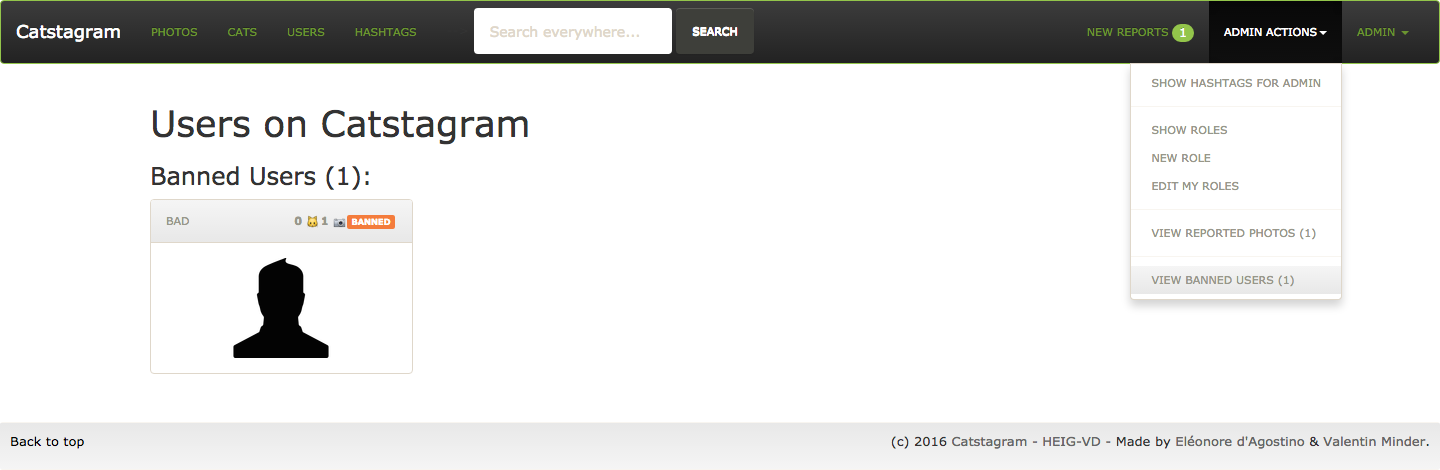 Catstagram PHOTOS CATS USERS HASHTAGS Search everywhere... SEARCH NEW REPORTS 1 ADMIN ACTIONS ADMIN
SHOW HASHTAGS FOR ADMIN
SHOW ROLES
NEW ROLE
EDIT MY ROLES
VIEW REPORTED PHOTOS (1)
VIEW BANNED USERS (1)
Users on Catstagram
Banned Users (1):
BAD 0 🐱 1 📷 BANNED
Back to top (c) 2016 Catstagram - HEIG-VD - Made by Eléonore d'Agostino & Valentin Minder.